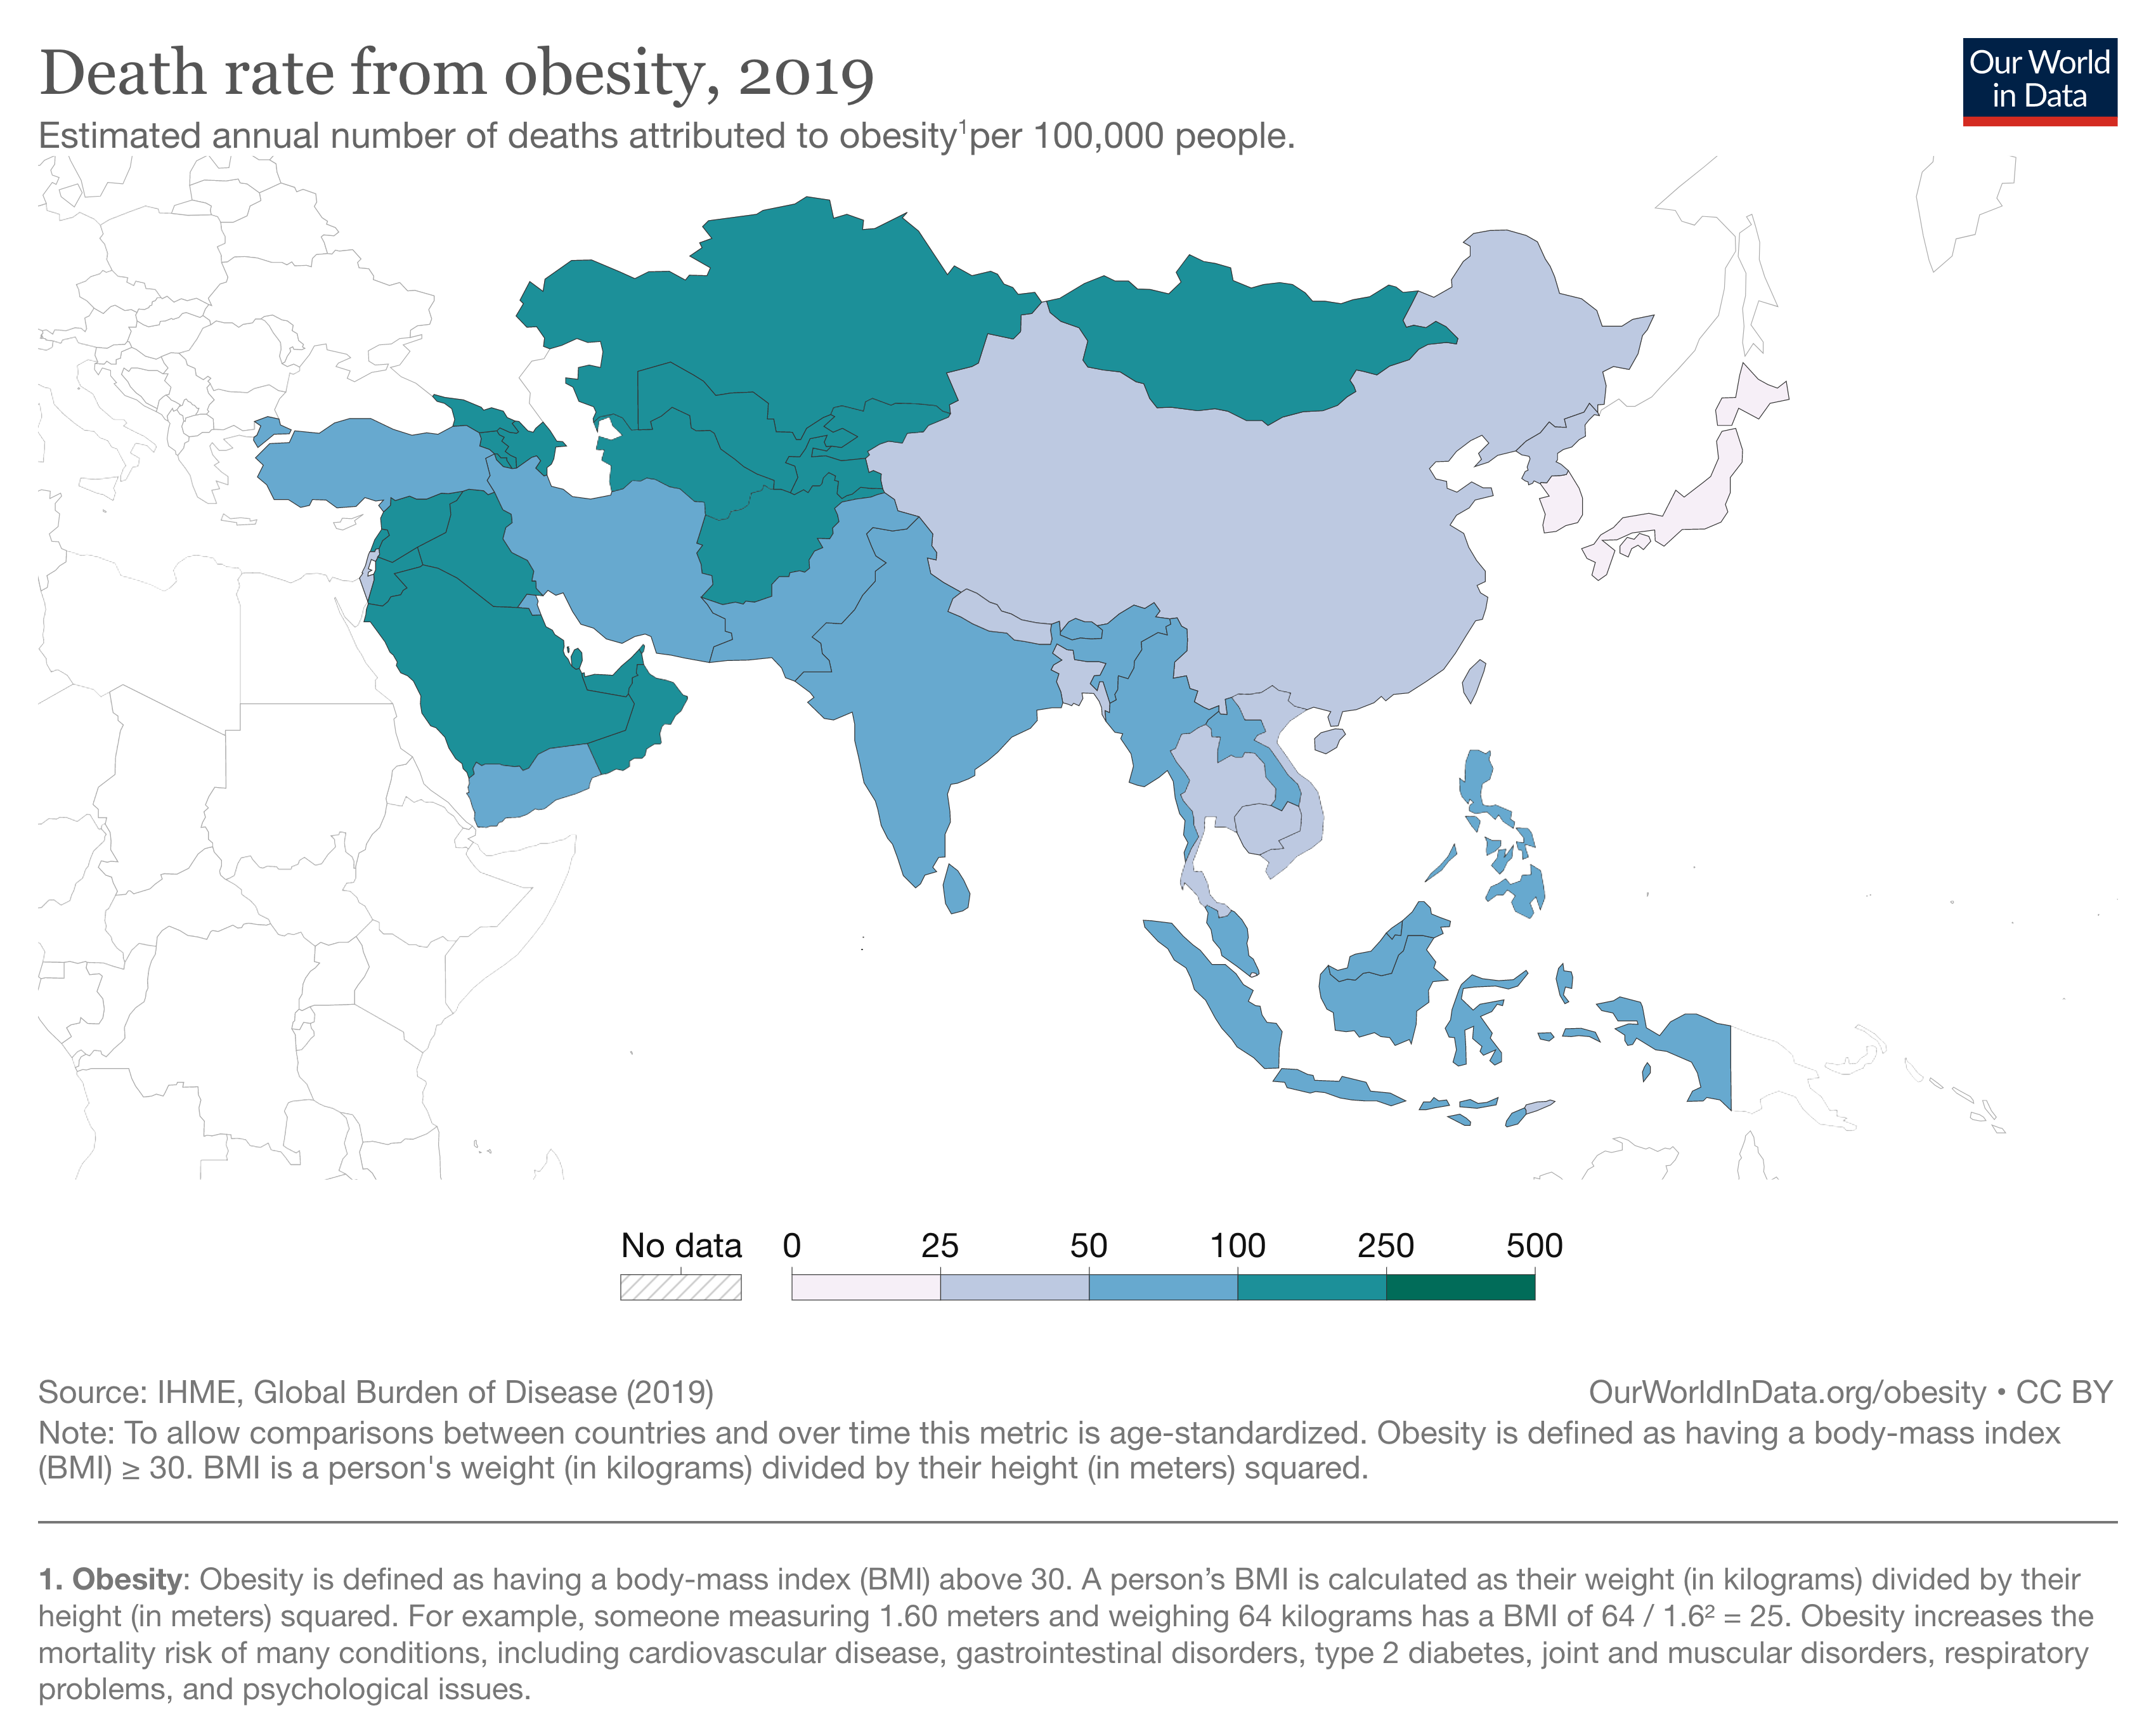 Death rate from obesity, 2019
Our World
in Data
Estimated annual number of deaths attributed to obesity¹per 100,000 people.
No data 0 25 50 100 250 500
Source: IHME, Global Burden of Disease (2019)
OurWorldInData.org/obesity • CC BY
Note: To allow comparisons between countries and over time this metric is age-standardized. Obesity is defined as having a body-mass index
(BMI) ≥ 30. BMI is a person's weight (in kilograms) divided by their height (in meters) squared.
1. Obesity: Obesity is defined as having a body-mass index (BMI) above 30. A person’s BMI is calculated as their weight (in kilograms) divided by their
height (in meters) squared. For example, someone measuring 1.60 meters and weighing 64 kilograms has a BMI of 64 / 1.6² = 25. Obesity increases the
mortality risk of many conditions, including cardiovascular disease, gastrointestinal disorders, type 2 diabetes, joint and muscular disorders, respiratory
problems, and psychological issues.